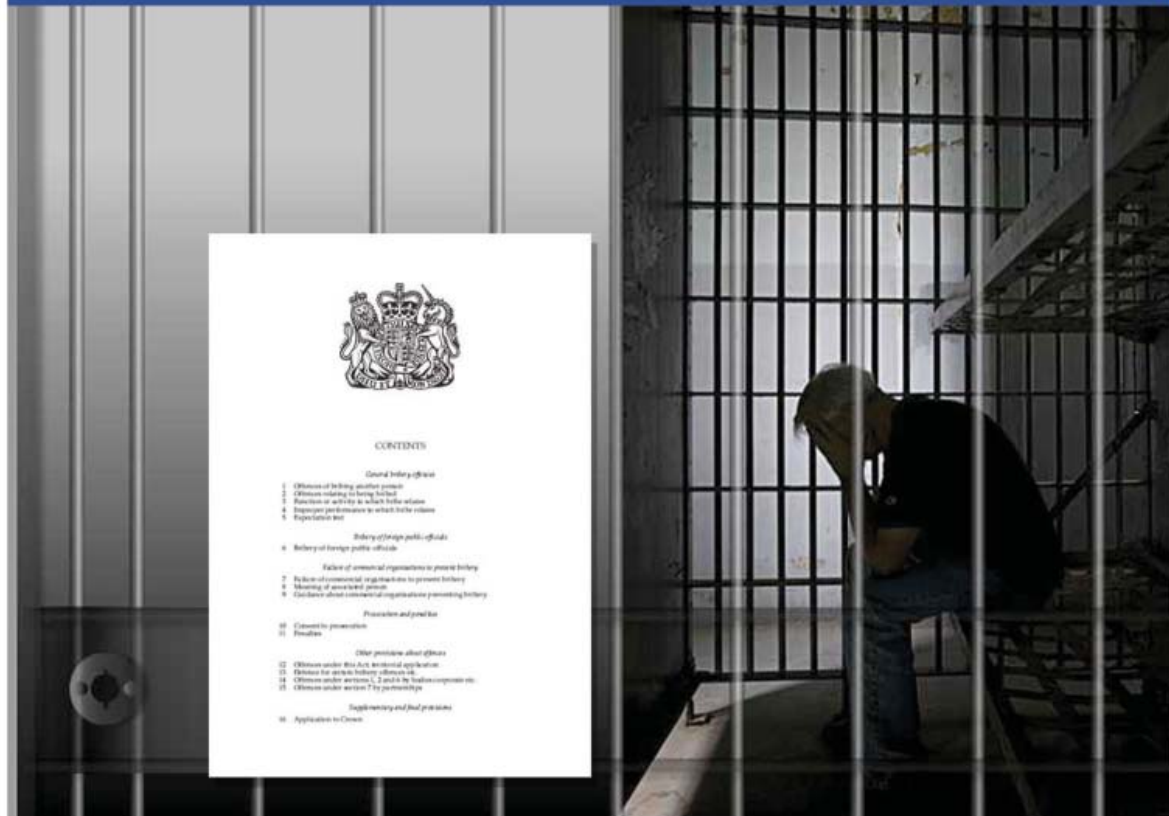 DIEU ET MON DROIT
CONTENTS
General bribery offences
1 Offences of bribing another person
2 Offences relating to being bribed
3 Function or activity to which bribe relates
4 Improper performance to which bribe relates
5 Expectation test
Bribery of foreign public officials
6 Bribery of foreign public officials
Failure of commercial organisations to prevent bribery
7 Failure of commercial organisations to prevent bribery
8 Meaning of associated person
9 Guidance about commercial organisations preventing bribery
Prosecution and penalties
10 Consent to prosecution
11 Penalties
Other provisions about offences
12 Offences under this Act: territorial application
13 Defence for certain bribery offences etc.
14 Offences under sections 1, 2 and 6 by bodies corporate etc.
15 Offences under section 7 by partnerships
Supplementary and final provisions
16 Application to Crown